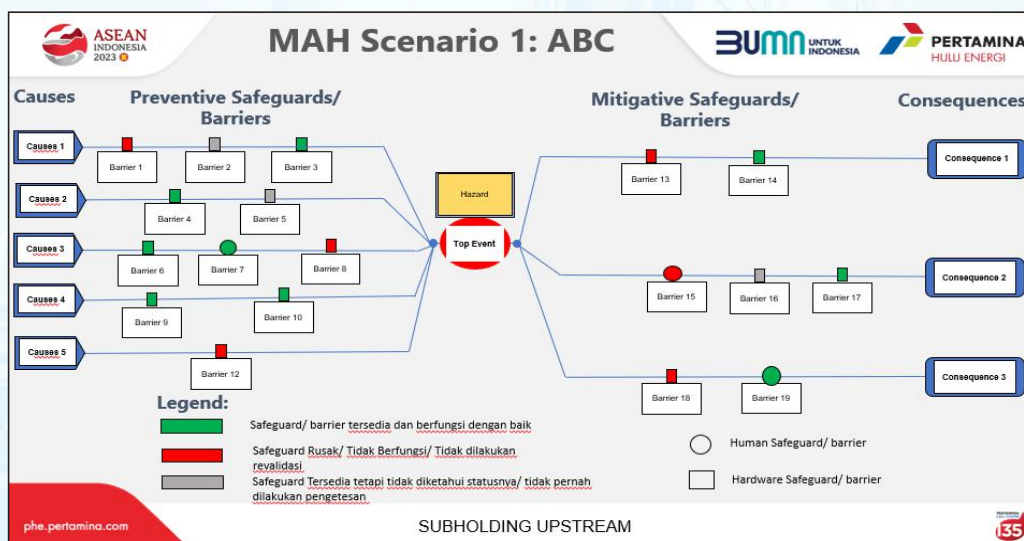 ASEAN
INDONESIA
2023
MAH Scenario 1: ABC
BUMN UNTUK
INDONESIA
PERTAMINA
HULU ENERGI
Causes
Preventive Safeguards/
Barriers
Mitigative Safeguards/
Barriers
Consequences
Causes 1
Barrier 1
Barrier 2
Barrier 3
Causes 2
Barrier 4
Barrier 5
Causes 3
Barrier 6
Barrier 7
Barrier 8
Causes 4
Barrier 9
Barrier 10
Causes 5
Barrier 12
Hazard
Top Event
Barrier 13
Barrier 14
Consequence 1
Barrier 15
Barrier 16
Barrier 17
Consequence 2
Barrier 18
Barrier 19
Consequence 3
Legend:
Safeguard/ barrier tersedia dan berfungsi dengan baik
Safeguard Rusak/ Tidak Berfungsi/ Tidak dilakukan
revalidasi
Safeguard Tersedia tetapi tidak diketahui statusnya/ tidak pernah
dilakukan pengetesan
Human Safeguard/ barrier
Hardware Safeguard/ barrier
phe.pertamina.com
SUBHOLDING UPSTREAM
135